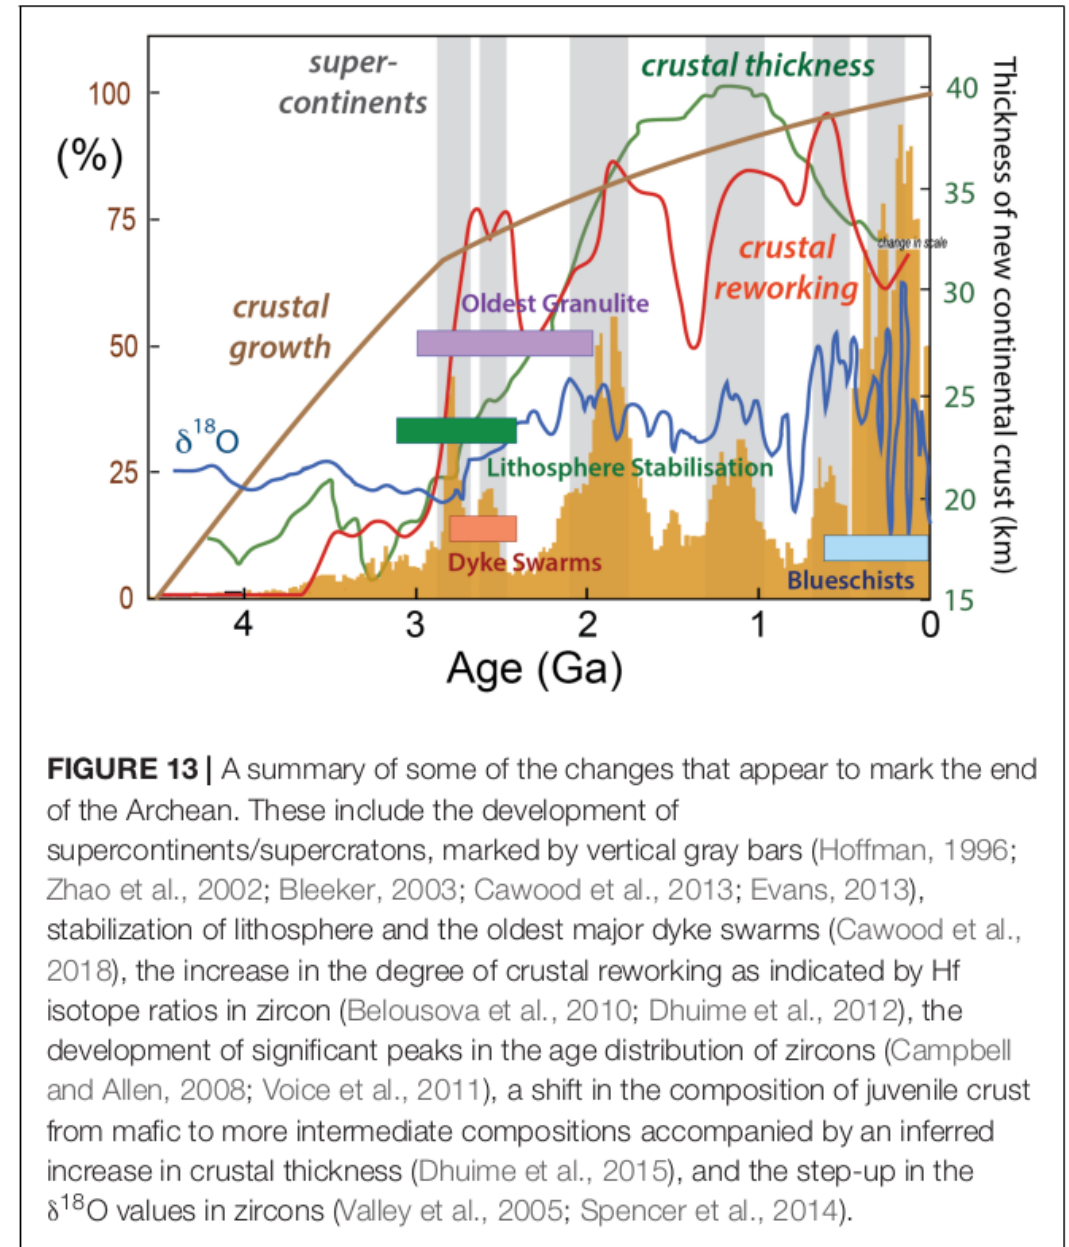 super-
continents
crustal thickness
100
(%)
75
50
25
0
40
35
30
25
20
15
Thickness of new continental crust (km)
change in scale
crustal
reworking
Oldest Granulite
crustal
growth
δ18O
Lithosphere Stabilisation
Dyke Swarms
Blueschists
4 3 2 1 0
Age (Ga)
FIGURE 13 | A summary of some of the changes that appear to mark the end
of the Archean. These include the development of
supercontinents/supercratons, marked by vertical gray bars (Hoffman, 1996;
Zhao et al., 2002; Bleeker, 2003; Cawood et al., 2013; Evans, 2013),
stabilization of lithosphere and the oldest major dyke swarms (Cawood et al.,
2018), the increase in the degree of crustal reworking as indicated by Hf
isotope ratios in zircon (Belousova et al., 2010; Dhuime et al., 2012), the
development of significant peaks in the age distribution of zircons (Campbell
and Allen, 2008; Voice et al., 2011), a shift in the composition of juvenile crust
from mafic to more intermediate compositions accompanied by an inferred
increase in crustal thickness (Dhuime et al., 2015), and the step-up in the
δ18O values in zircons (Valley et al., 2005; Spencer et al., 2014).